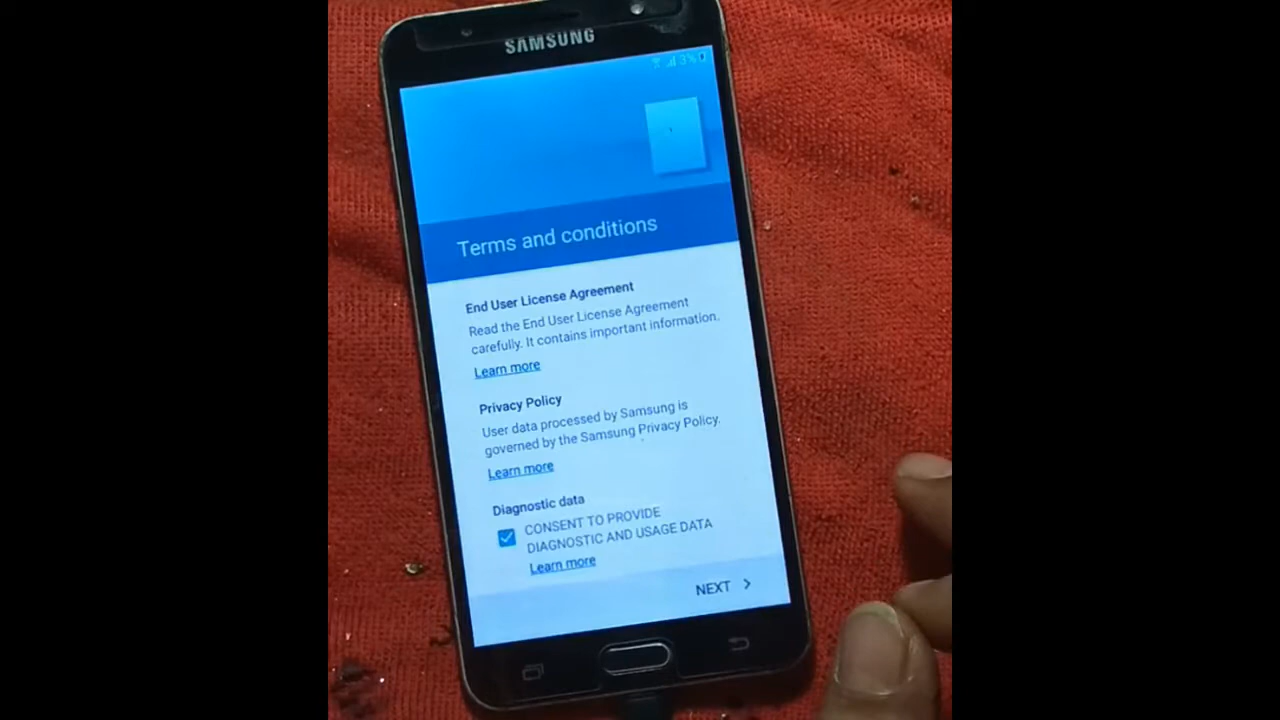 SAMSUNG
3%
Terms and conditions
End User License Agreement
Read the End User License Agreement
carefully. It contains important information.
Learn more
Privacy Policy
User data processed by Samsung is
governed by the Samsung Privacy Policy.
Learn more
Diagnostic data
CONSENT TO PROVIDE
DIAGNOSTIC AND USAGE DATA
Learn more
NEXT